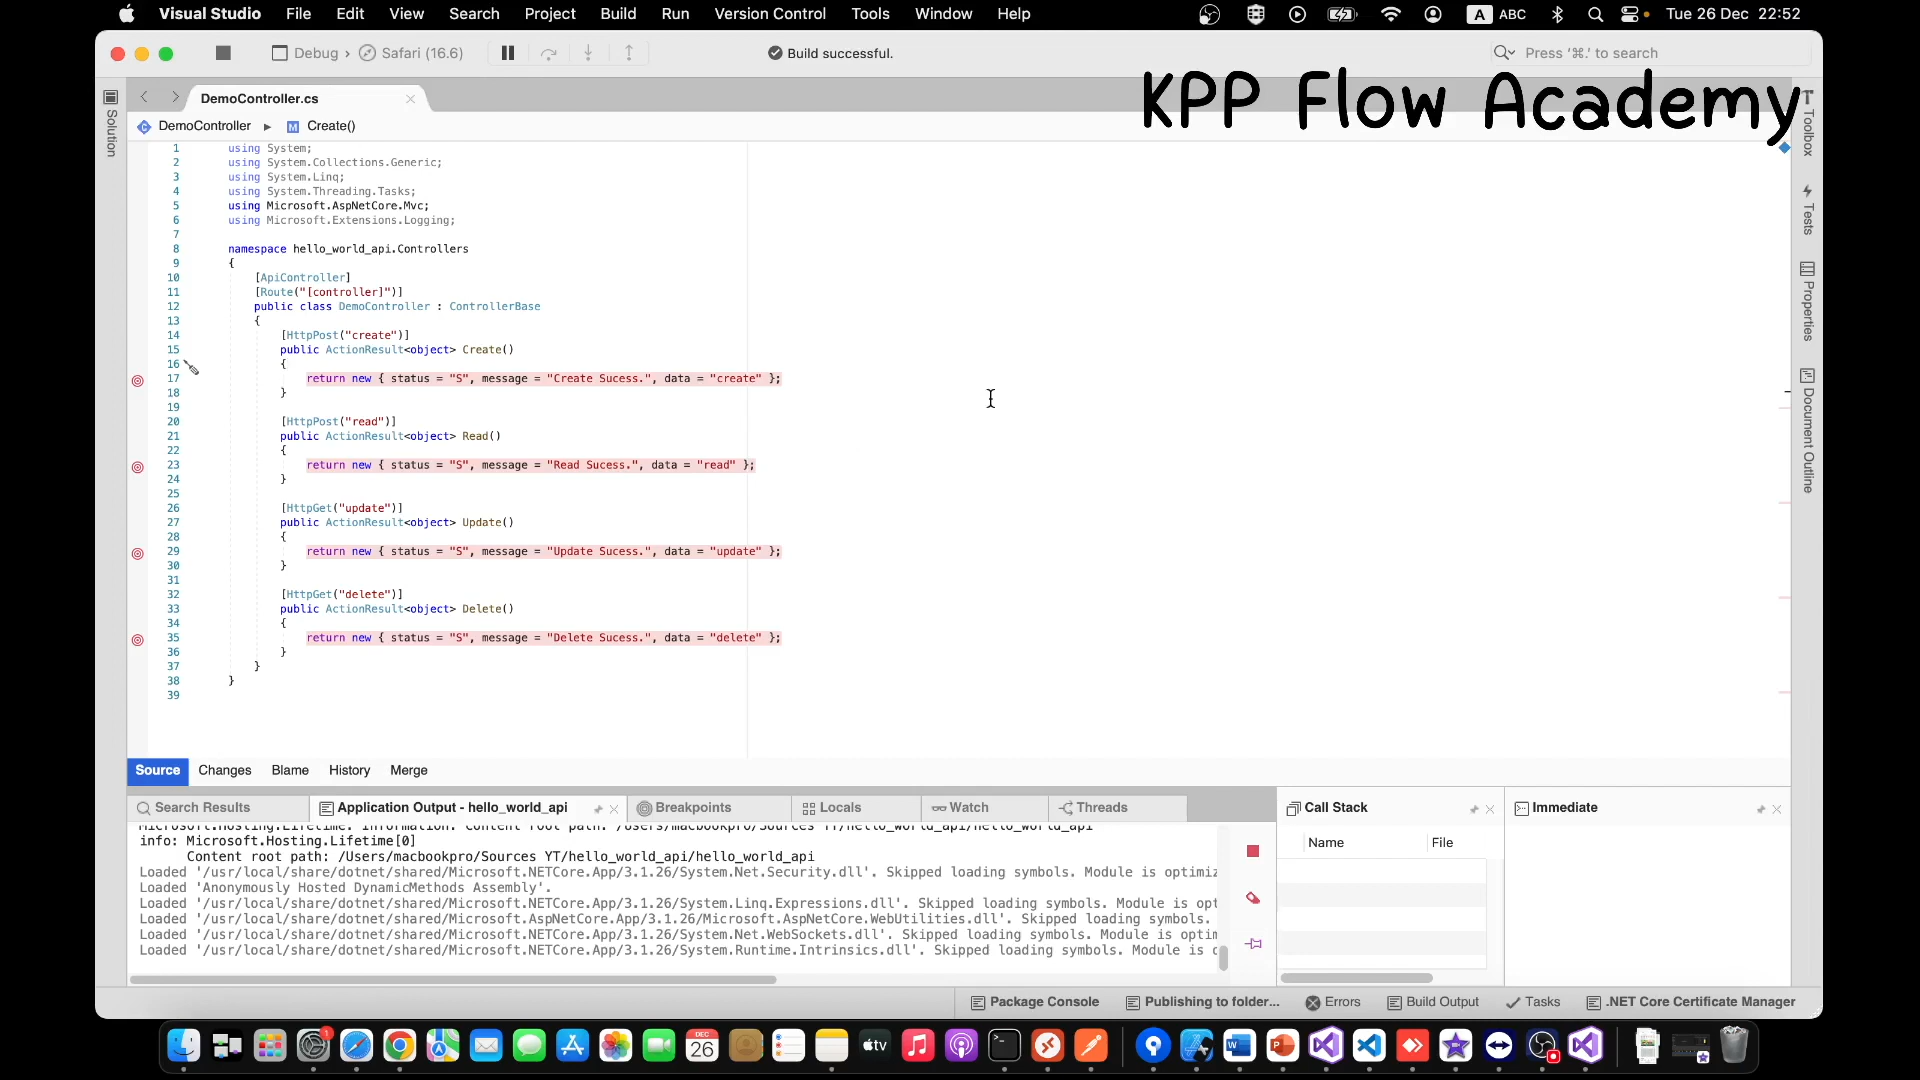 Visual Studio File Edit View Search Project Build Run Version Control Tools Window Help A ABC Tue 26 Dec 22:52
Debug › Safari (16.6) Build successful. Press '⌘.' to search
KPP Flow Academy
Solution
DemoController.cs
DemoController ▸ M Create()
1 using System;
2 using System.Collections.Generic;
3 using System.Linq;
4 using System.Threading.Tasks;
5 using Microsoft.AspNetCore.Mvc;
6 using Microsoft.Extensions.Logging;
7
8 namespace hello_world_api.Controllers
9 {
10 [ApiController]
11 [Route("[controller]")]
12 public class DemoController : ControllerBase
13 {
14 [HttpPost("create")]
15 public ActionResult<object> Create()
16 {
17 return new { status = "S", message = "Create Sucess.", data = "create" };
18 }
19
20 [HttpPost("read")]
21 public ActionResult<object> Read()
22 {
23 return new { status = "S", message = "Read Sucess.", data = "read" };
24 }
25
26 [HttpGet("update")]
27 public ActionResult<object> Update()
28 {
29 return new { status = "S", message = "Update Sucess.", data = "update" };
30 }
31
32 [HttpGet("delete")]
33 public ActionResult<object> Delete()
34 {
35 return new { status = "S", message = "Delete Sucess.", data = "delete" };
36 }
37 }
38 }
39
Toolbox
Tests
Properties
Document Outline
Source Changes Blame History Merge
Search Results Application Output - hello_world_api Breakpoints Locals Watch Threads Call Stack Immediate
Name File
Microsoft.Hosting.Lifetime: Information: Content root path: /Users/macbookpro/Sources YT/hello_world_api/hello_world_api
info: Microsoft.Hosting.Lifetime[0]
Content root path: /Users/macbookpro/Sources YT/hello_world_api/hello_world_api
Loaded '/usr/local/share/dotnet/shared/Microsoft.NETCore.App/3.1.26/System.Net.Security.dll'. Skipped loading symbols. Module is optimiz
Loaded 'Anonymously Hosted DynamicMethods Assembly'.
Loaded '/usr/local/share/dotnet/shared/Microsoft.NETCore.App/3.1.26/System.Linq.Expressions.dll'. Skipped loading symbols. Module is opt
Loaded '/usr/local/share/dotnet/shared/Microsoft.AspNetCore.App/3.1.26/Microsoft.AspNetCore.WebUtilities.dll'. Skipped loading symbols.
Loaded '/usr/local/share/dotnet/shared/Microsoft.NETCore.App/3.1.26/System.Net.WebSockets.dll'. Skipped loading symbols. Module is optim
Loaded '/usr/local/share/dotnet/shared/Microsoft.NETCore.App/3.1.26/System.Runtime.Intrinsics.dll'. Skipped loading symbols. Module is o
Package Console Publishing to folder... Errors Build Output Tasks .NET Core Certificate Manager
1 DEC 26 tv W P